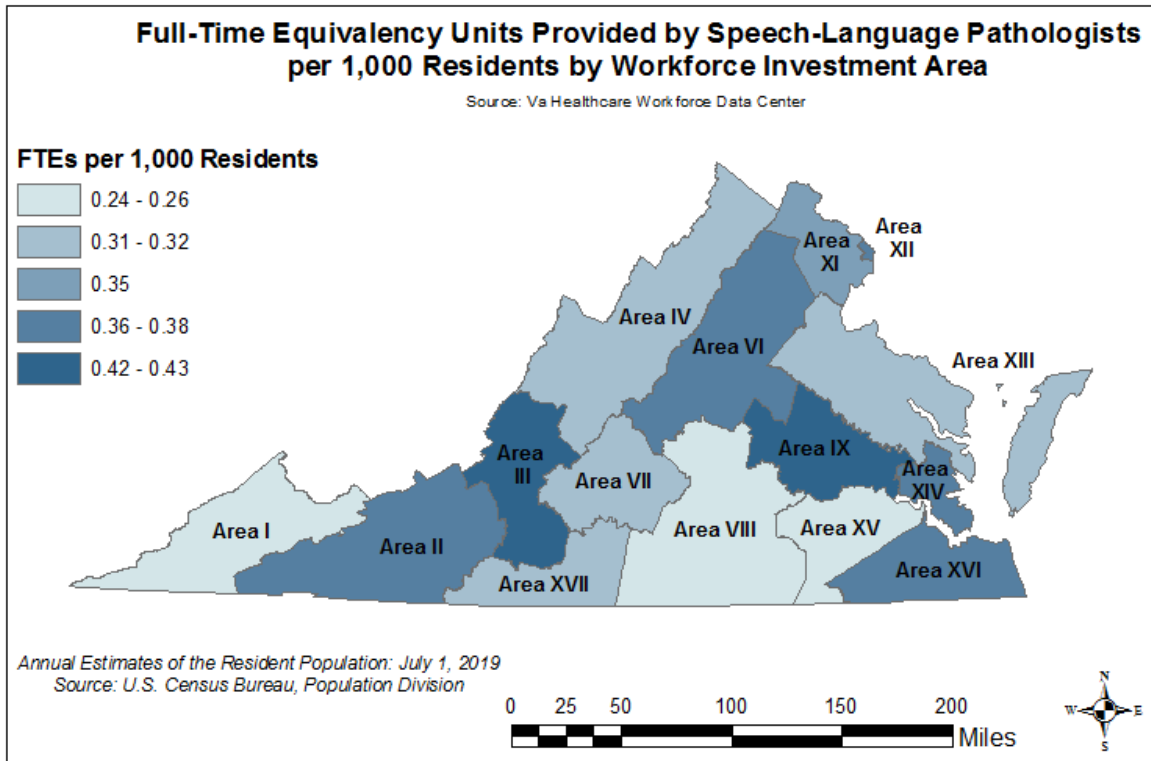 Full-Time Equivalency Units Provided by Speech-Language Pathologists
per 1,000 Residents by Workforce Investment Area
Source: Va Healthcare Workforce Data Center
FTEs per 1,000 Residents
0.24 - 0.26
0.31 - 0.32
0.35
0.36 - 0.38
0.42 - 0.43
Area
XII
Area
XI
Area IV
Area VI
Area XIII
Area
III
Area IX
Area
XIV
Area VII
Area I
Area II
Area VIII
Area XV
Area XVII
Area XVI
Annual Estimates of the Resident Population: July 1, 2019
Source: U.S. Census Bureau, Population Division
0 25 50 100 150 200
Miles
N
W E
S